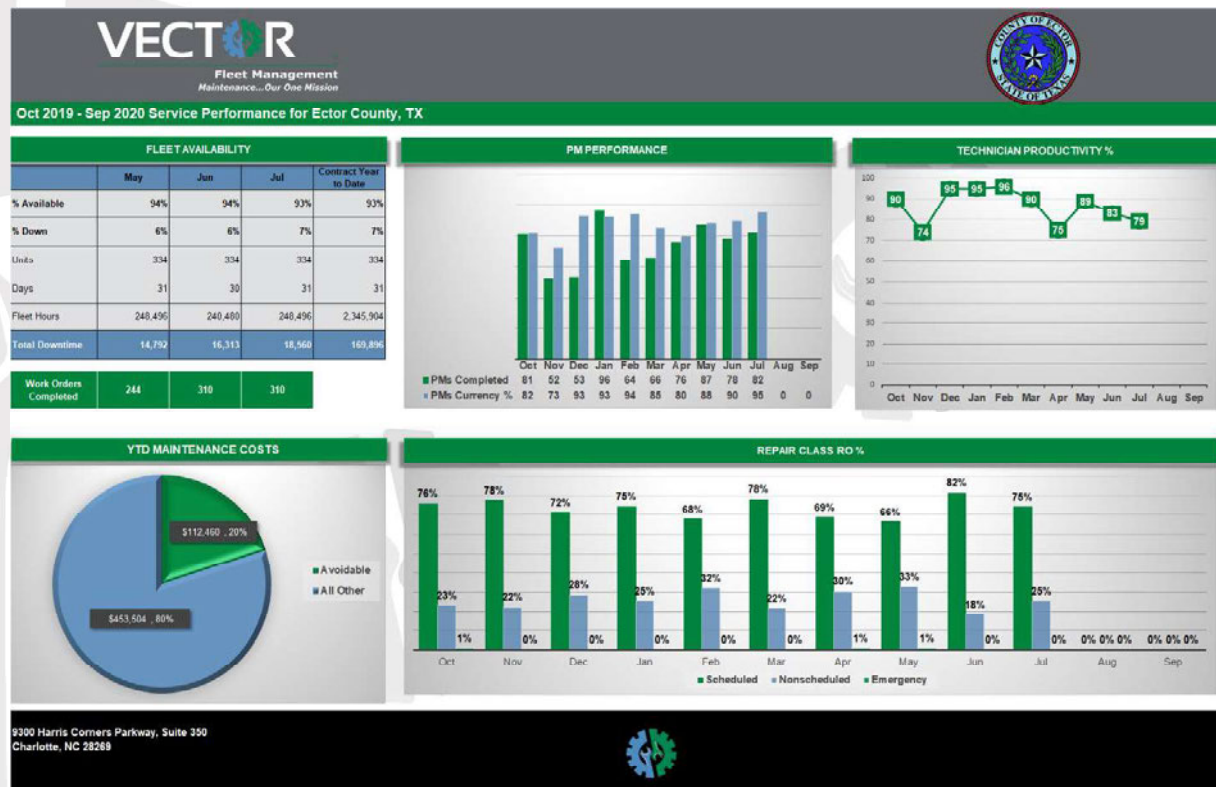 VECTOR
Fleet Management
Maintenance...Our One Mission
COUNTY OF ECTOR
STATE OF TEXAS
Oct 2019 - Sep 2020 Service Performance for Ector County, TX
FLEET AVAILABILITY
May Jun Jul Contract Year to Date
% Available 94% 94% 93% 93%
% Down 6% 6% 7% 7%
Units 334 334 334 334
Days 31 30 31 31
Fleet Hours 248,496 240,480 248,496 2,345,904
Total Downtime 14,792 16,313 18,560 169,896
Work Orders Completed 244 310 310
PM PERFORMANCE
Oct Nov Dec Jan Feb Mar Apr May Jun Jul Aug Sep
PMs Completed 81 52 53 96 64 66 76 87 78 82
PMs Currency % 82 73 93 93 94 85 80 88 90 95 0 0
TECHNICIAN PRODUCTIVITY %
100
90
80
70
60
50
40
30
20
10
0
90 74 95 95 96 90 75 89 83 79
Oct Nov Dec Jan Feb Mar Apr May Jun Jul Aug Sep
YTD MAINTENANCE COSTS
$112,460 , 20%
$453,504 , 80%
Avoidable
All Other
REPAIR CLASS RO %
76% 78% 72% 75% 68% 78% 69% 66% 82% 75%
23% 22% 28% 25% 32% 22% 30% 33% 18% 25%
1% 0% 0% 0% 0% 0% 1% 1% 0% 0% 0% 0% 0% 0% 0% 0%
Oct Nov Dec Jan Feb Mar Apr May Jun Jul Aug Sep
Scheduled Nonscheduled Emergency
9300 Harris Corners Parkway, Suite 350
Charlotte, NC 28269